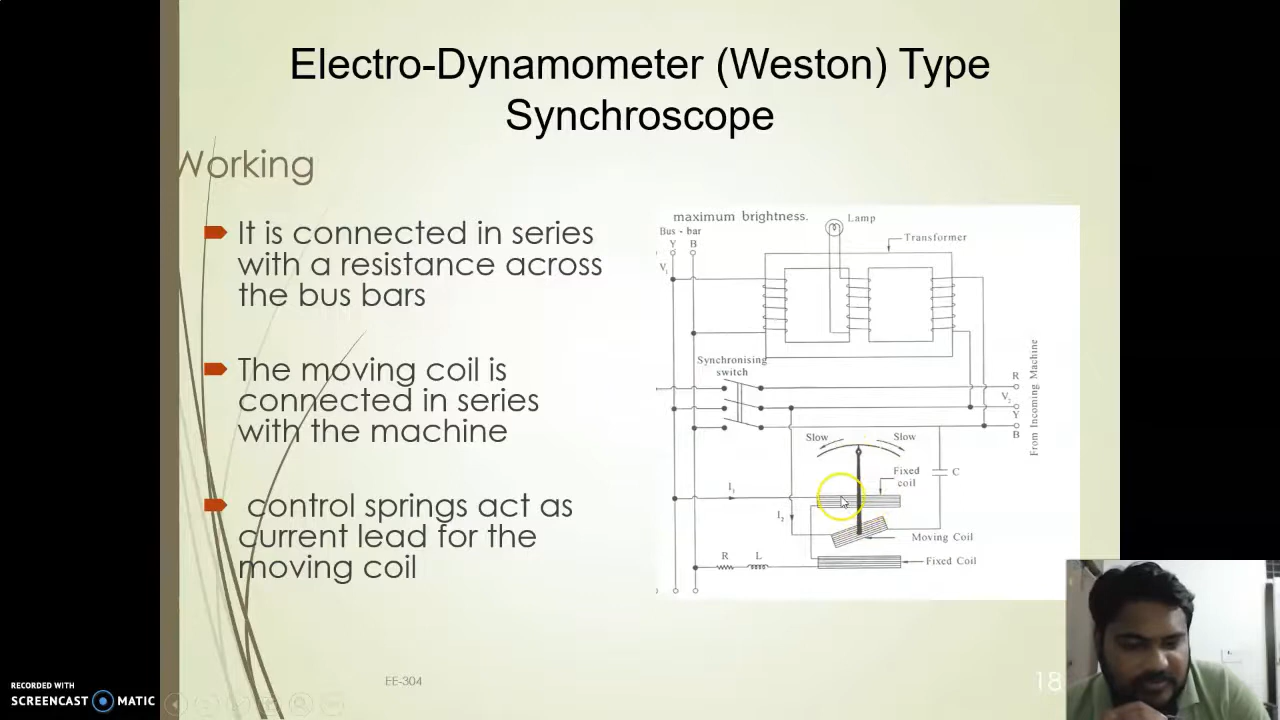 Electro-Dynamometer (Weston) Type
Synchroscope
Working
It is connected in series
with a resistance across
the bus bars
The moving coil is
connected in series
with the machine
control springs act as
current lead for the
moving coil
maximum brightness.
Lamp
Bus - bar
Y B
Transformer
V1
Synchronising
switch
R
V2
Y
B
From Incoming Machine
Slow
Slow
Fixed
coil
C
I1
I2
Moving Coil
R L
Fixed Coil
EE-304
18
RECORDED WITH
SCREENCAST MATIC